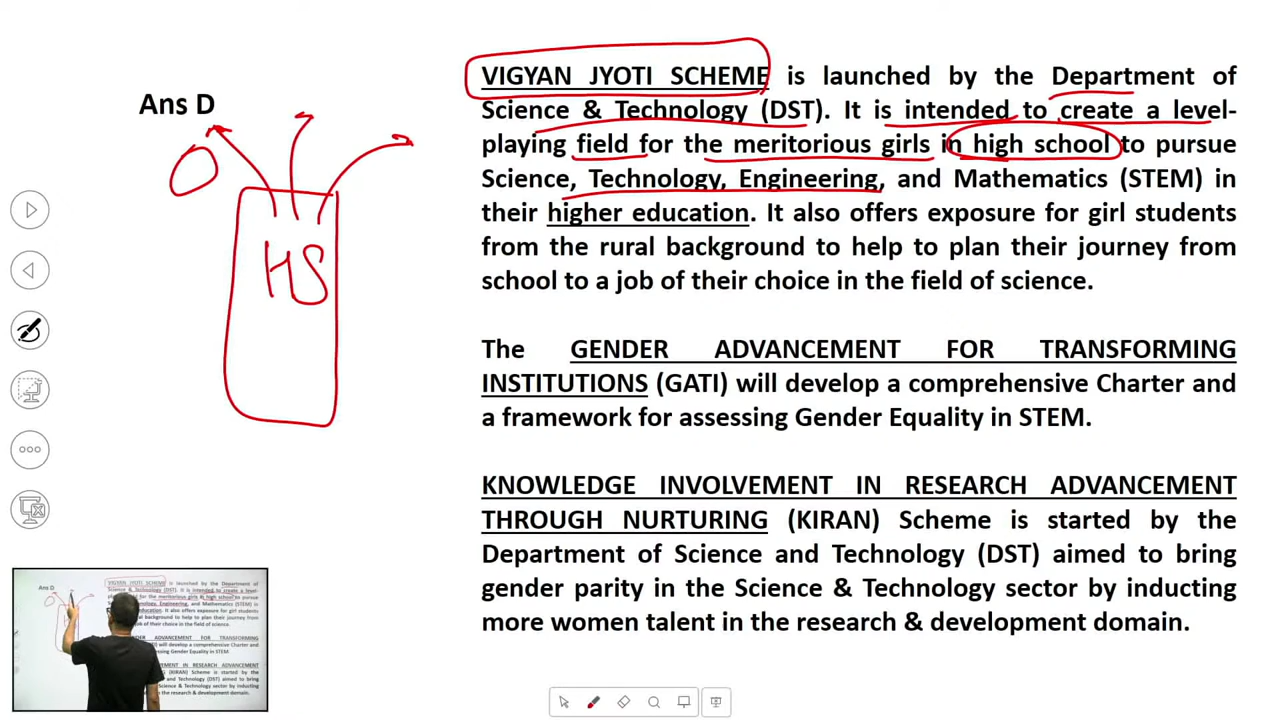 Ans D
HS
VIGYAN JYOTI SCHEME is launched by the Department of
Science & Technology (DST). It is intended to create a level-
playing field for the meritorious girls in high school to pursue
Science, Technology, Engineering, and Mathematics (STEM) in
their higher education. It also offers exposure for girl students
from the rural background to help to plan their journey from
school to a job of their choice in the field of science.
The GENDER ADVANCEMENT FOR TRANSFORMING
INSTITUTIONS (GATI) will develop a comprehensive Charter and
a framework for assessing Gender Equality in STEM.
KNOWLEDGE INVOLVEMENT IN RESEARCH ADVANCEMENT
THROUGH NURTURING (KIRAN) Scheme is started by the
Department of Science and Technology (DST) aimed to bring
gender parity in the Science & Technology sector by inducting
more women talent in the research & development domain.